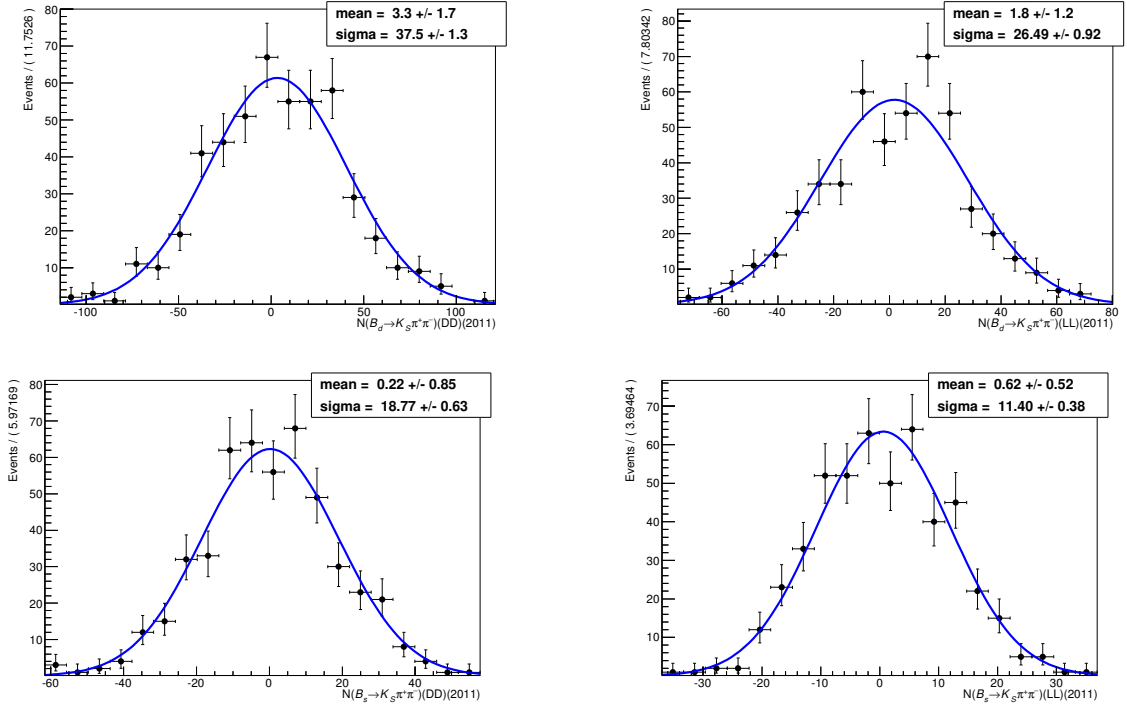 mean = 3.3 +/- 1.7
sigma = 37.5 +/- 1.3
Events / ( 11.7526 )
80
70
60
50
40
30
20
10
-100 -50 0 50 100
N(B_d→K_Sπ⁺π⁻)(DD)(2011)
mean = 1.8 +/- 1.2
sigma = 26.49 +/- 0.92
Events / ( 7.80342 )
80
70
60
50
40
30
20
10
-80 -60 -40 -20 0 20 40 60 80
N(B_d→K_Sπ⁺π⁻)(LL)(2011)
mean = 0.22 +/- 0.85
sigma = 18.77 +/- 0.63
Events / ( 5.97169 )
80
70
60
50
40
30
20
10
-60 -40 -20 0 20 40
N(B_s→K_Sπ⁺π⁻)(DD)(2011)
mean = 0.62 +/- 0.52
sigma = 11.40 +/- 0.38
Events / ( 3.69464 )
70
60
50
40
30
20
10
-30 -20 -10 0 10 20 30
N(B_s→K_Sπ⁺π⁻)(LL)(2011)